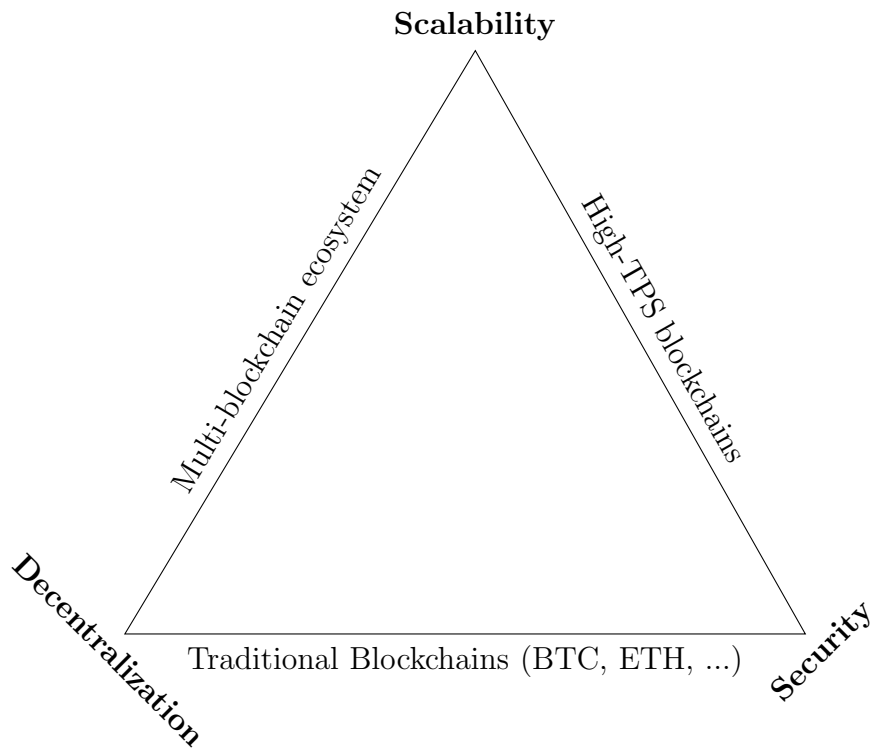 Scalability
Multi-blockchain ecosystem
High-TPS blockchains
Decentralization
Traditional Blockchains (BTC, ETH, ...)
Security